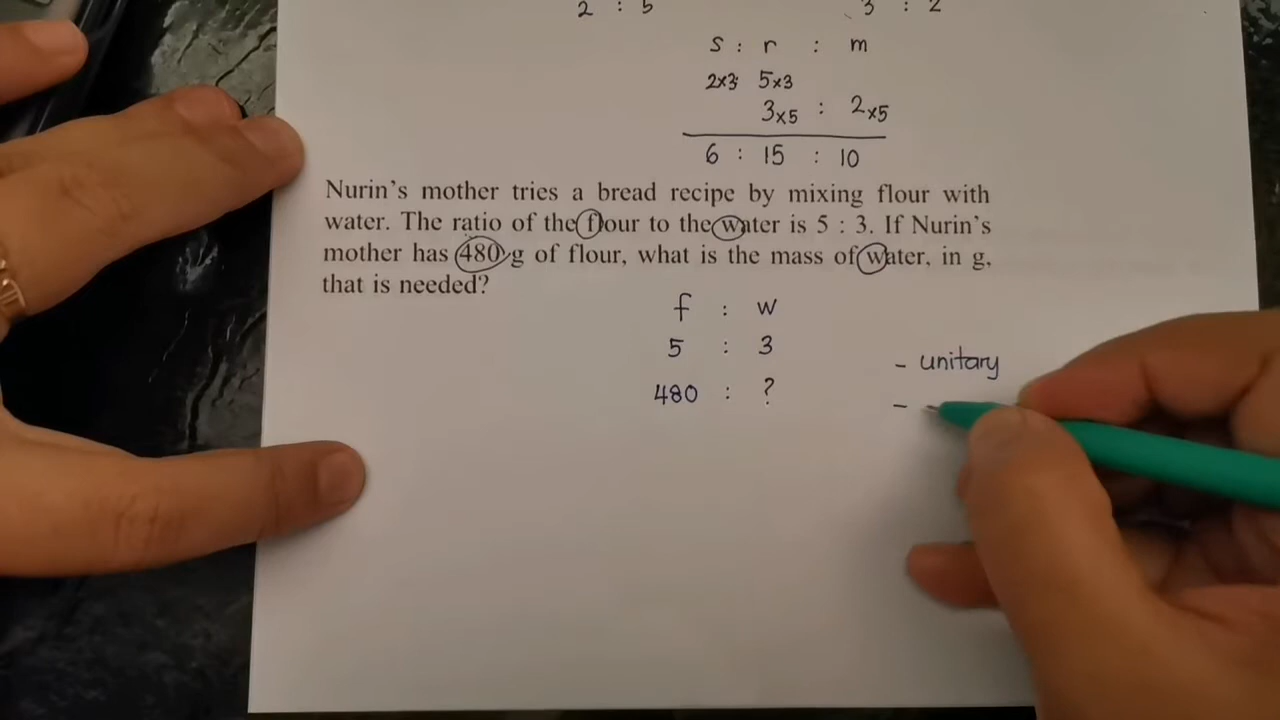 2 : 5 3 : 2
S : r : m
2x3 5x3
3x5 : 2x5
6 : 15 : 10
Nurin's mother tries a bread recipe by mixing flour with
water. The ratio of the flour to the water is 5 : 3. If Nurin's
mother has 480 g of flour, what is the mass of water, in g,
that is needed?
f : w
5 : 3
480 : ?
- unitary
-